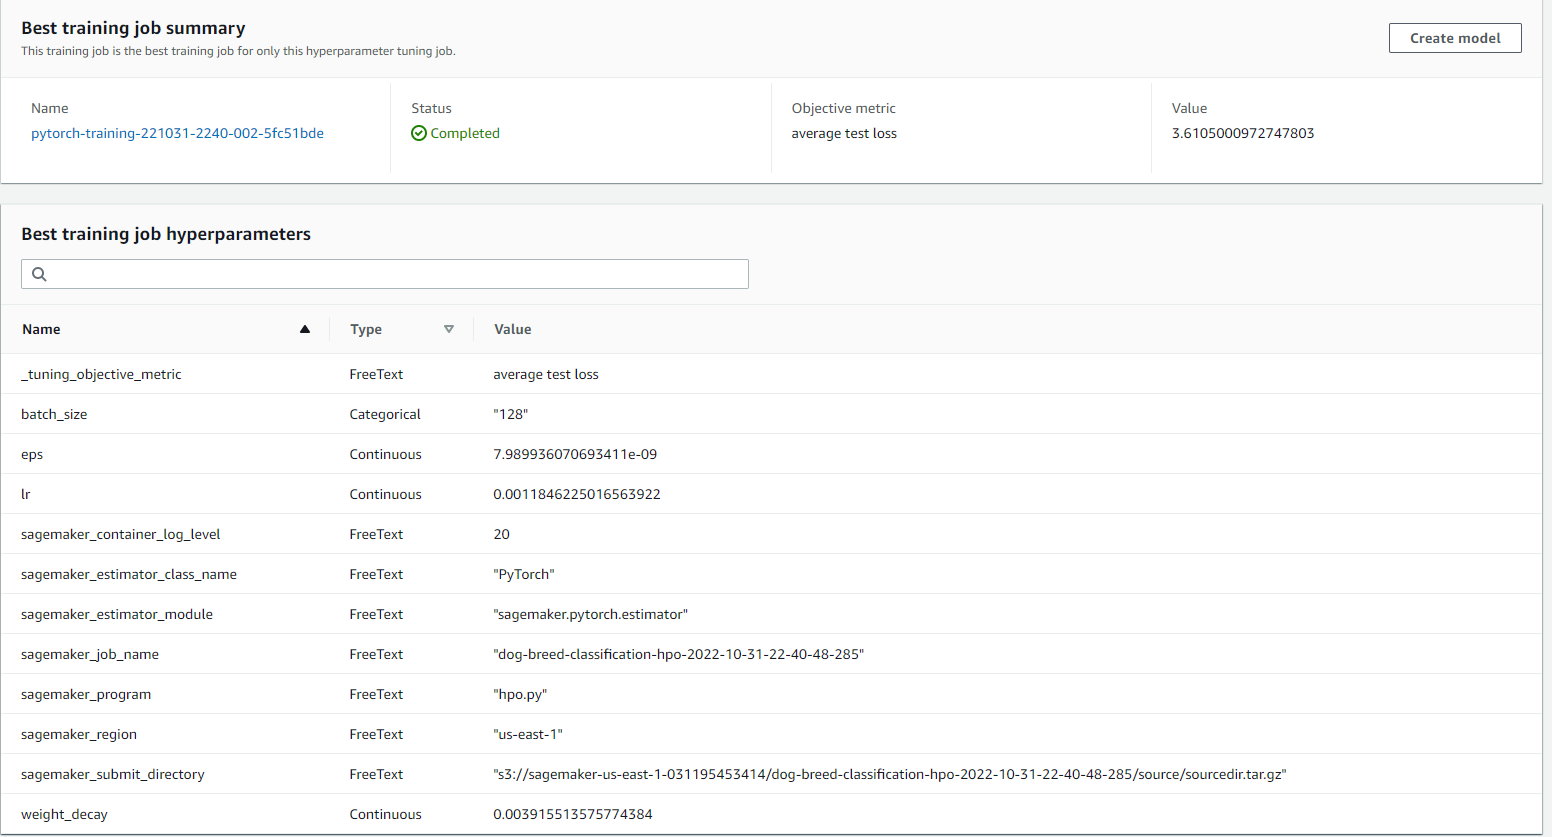 Best training job summary
This training job is the best training job for only this hyperparameter tuning job.
Create model
Name Status Objective metric Value
pytorch-training-221031-2240-002-5fc51bde Completed average test loss 3.6105000972747803
Best training job hyperparameters
Name Type Value
_tuning_objective_metric FreeText average test loss
batch_size Categorical "128"
eps Continuous 7.989936070693411e-09
lr Continuous 0.0011846225016563922
sagemaker_container_log_level FreeText 20
sagemaker_estimator_class_name FreeText "PyTorch"
sagemaker_estimator_module FreeText "sagemaker.pytorch.estimator"
sagemaker_job_name FreeText "dog-breed-classification-hpo-2022-10-31-22-40-48-285"
sagemaker_program FreeText "hpo.py"
sagemaker_region FreeText "us-east-1"
sagemaker_submit_directory FreeText "s3://sagemaker-us-east-1-031195453414/dog-breed-classification-hpo-2022-10-31-22-40-48-285/source/sourcedir.tar.gz"
weight_decay Continuous 0.003915513575774384